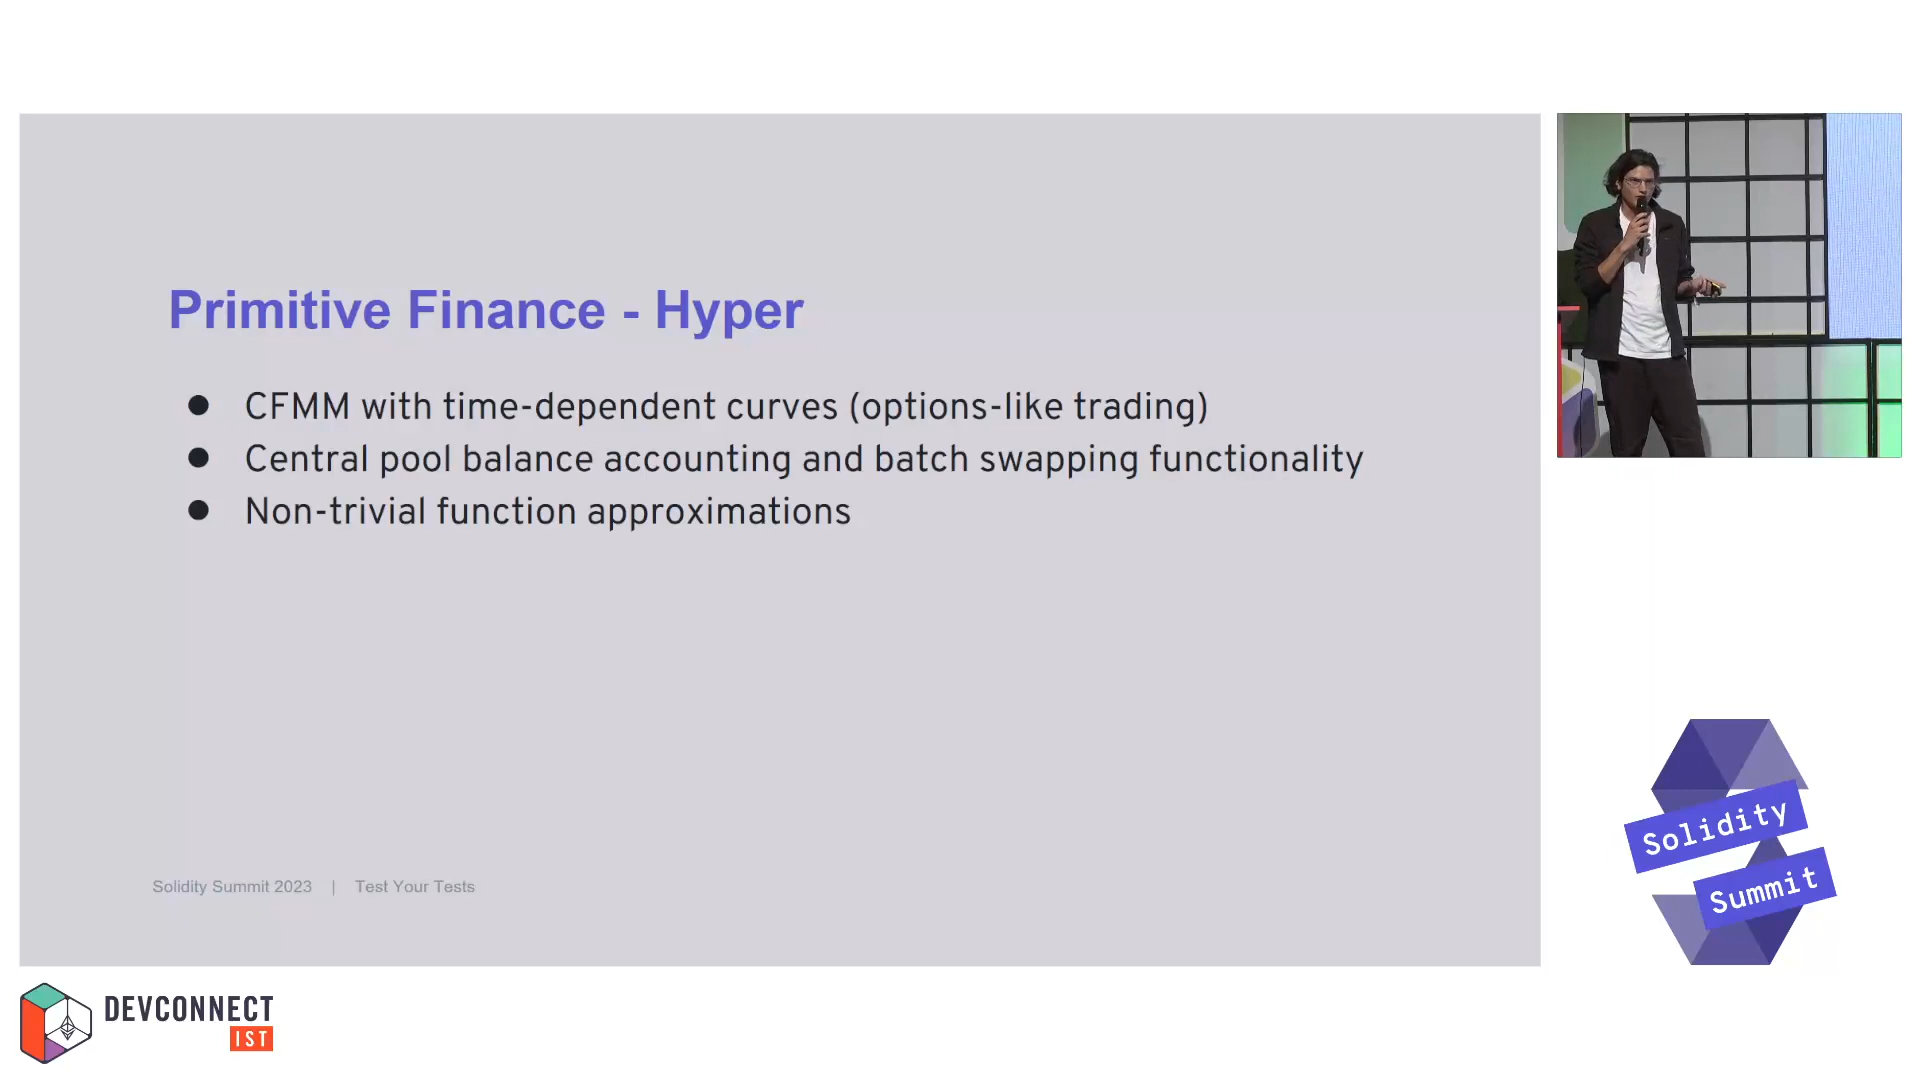 Primitive Finance - Hyper
● CFMM with time-dependent curves (options-like trading)
● Central pool balance accounting and batch swapping functionality
● Non-trivial function approximations
Solidity Summit 2023 | Test Your Tests
Solidity
Summit
DEVCONNECT
IST